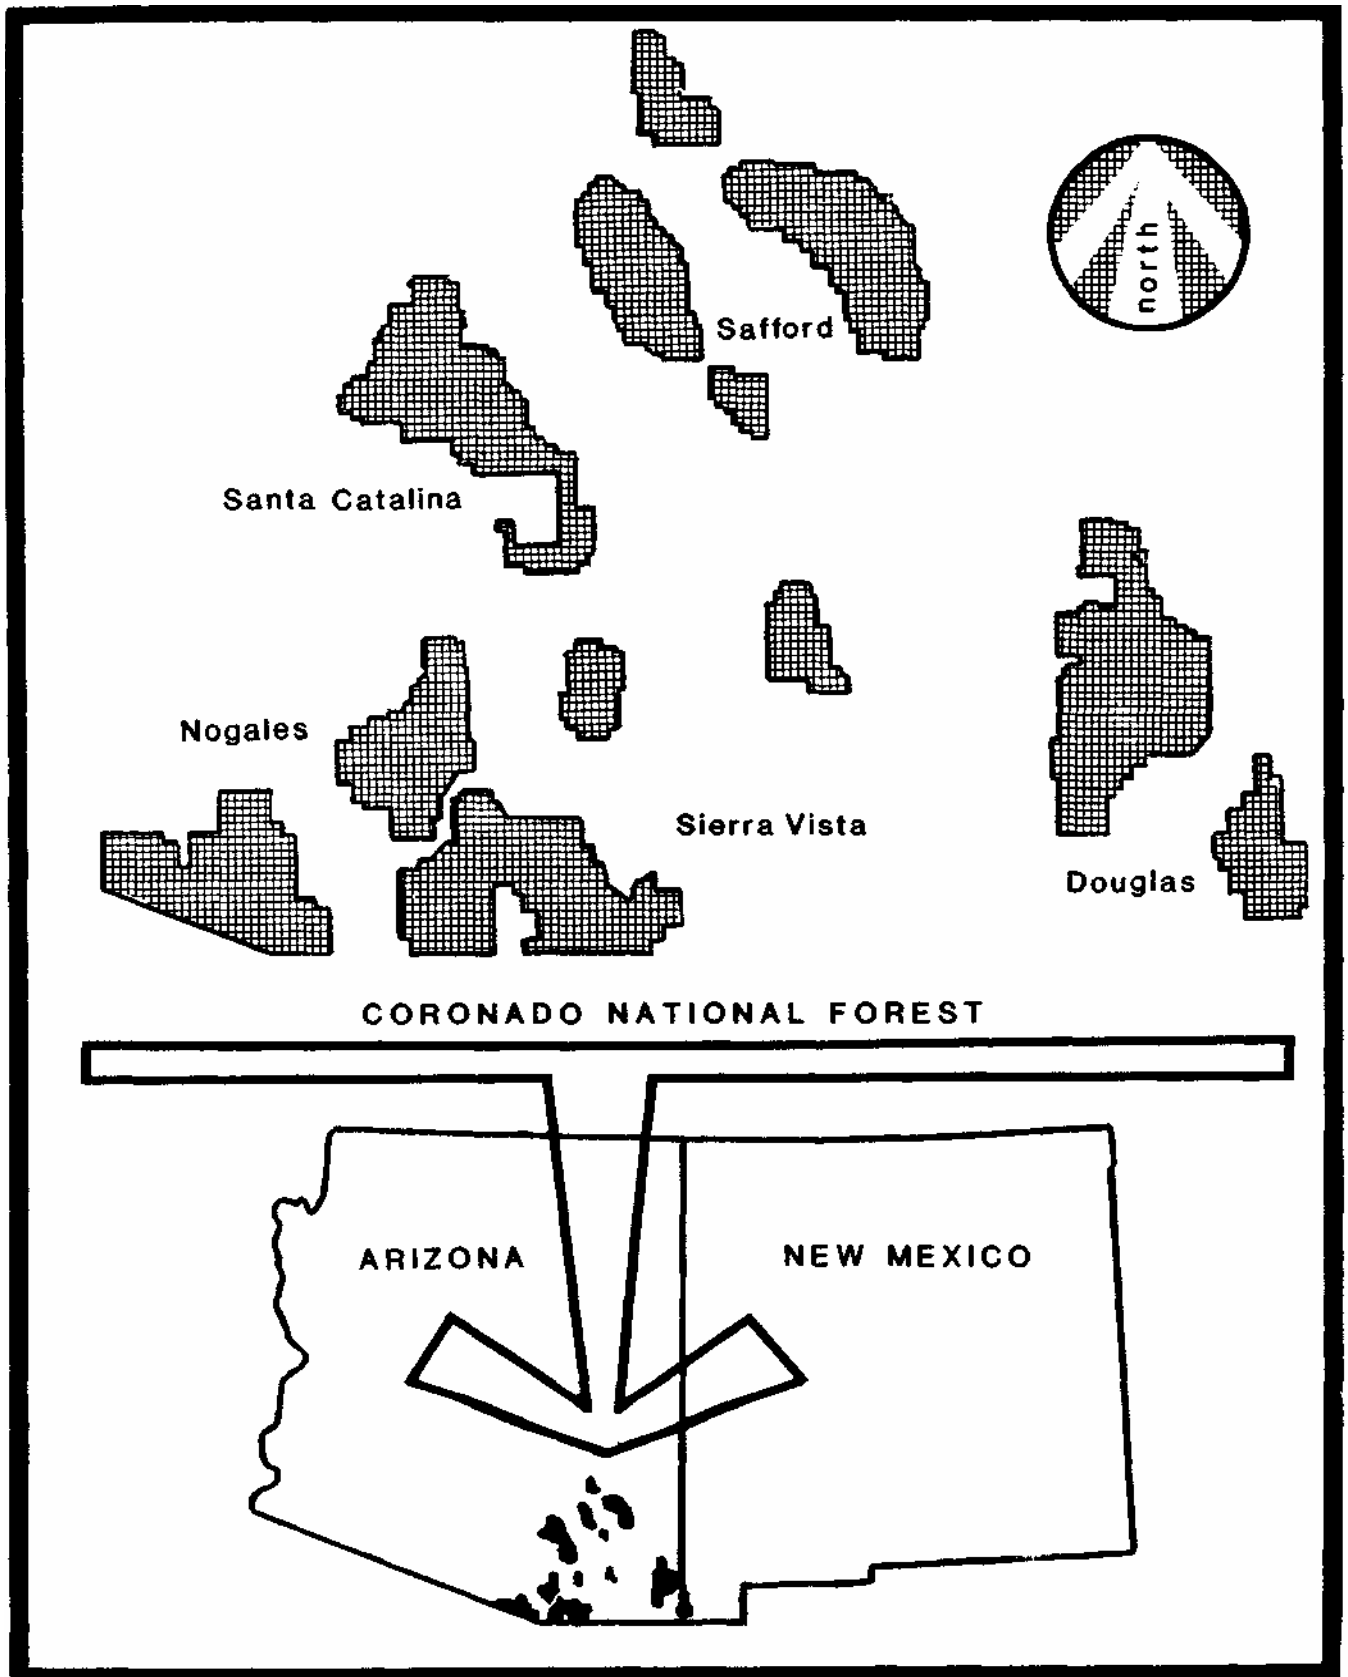 north
Safford
Santa Catalina
Nogales
Sierra Vista
Douglas
CORONADO NATIONAL FOREST
ARIZONA
NEW MEXICO